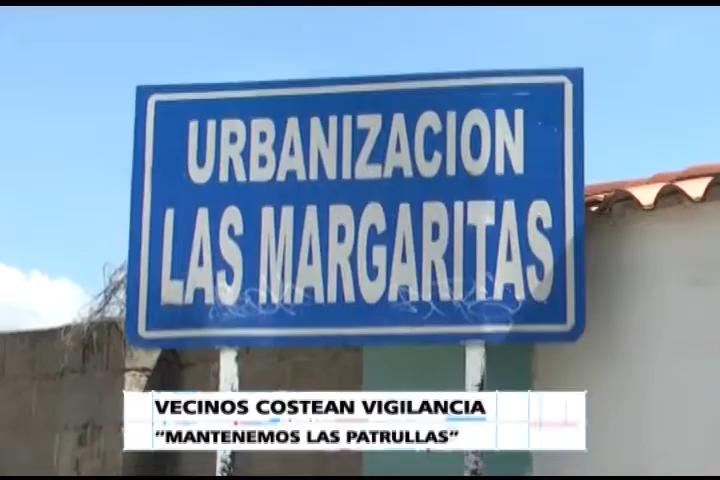 URBANIZACION
LAS MARGARITAS
VECINOS COSTEAN VIGILANCIA
“MANTENEMOS LAS PATRULLAS”